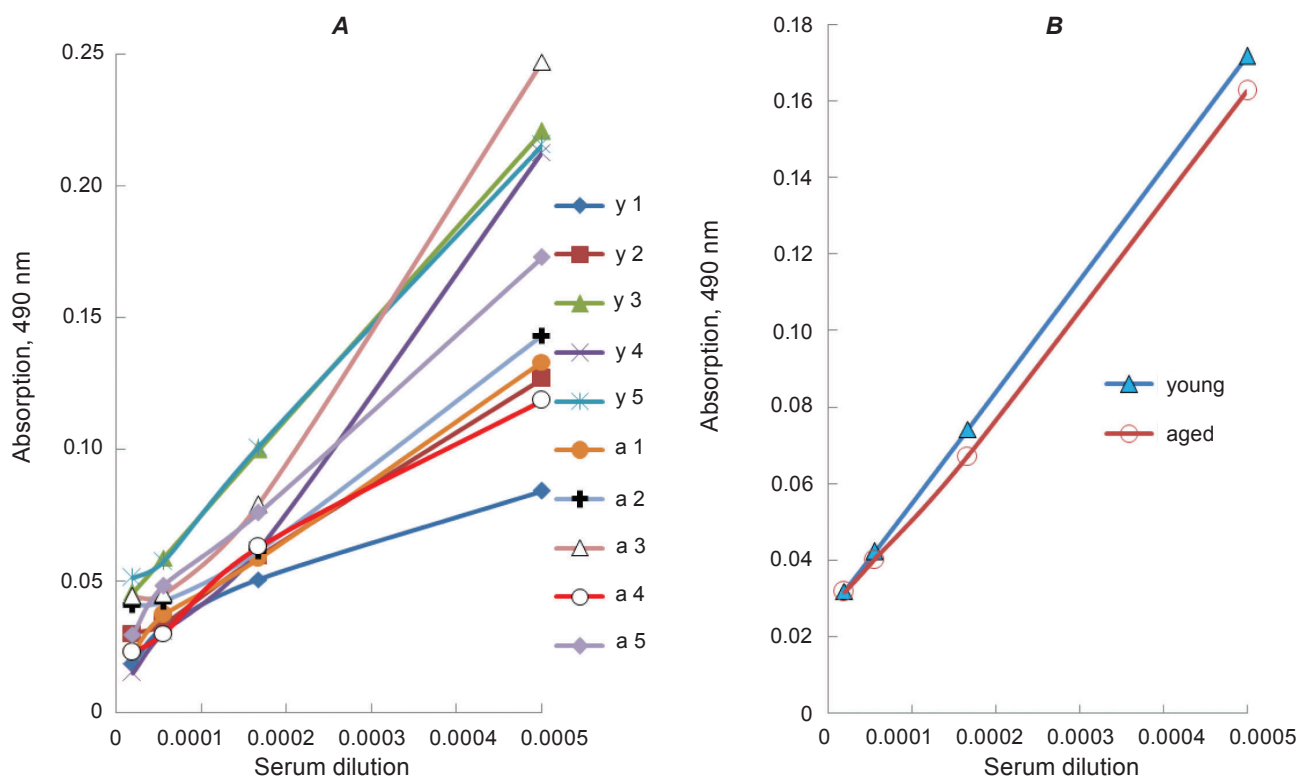 A
0.25
0.20
0.15
0.10
0.05
0
Absorption, 490 nm
0
0.0001
0.0002
0.0003
0.0004
0.0005
Serum dilution
y 1
y 2
y 3
y 4
y 5
a 1
a 2
a 3
a 4
a 5
B
0.18
0.16
0.14
0.12
0.10
0.08
0.06
0.04
0.02
0
Absorption, 490 nm
0
0.0001
0.0002
0.0003
0.0004
0.0005
Serum dilution
young
aged